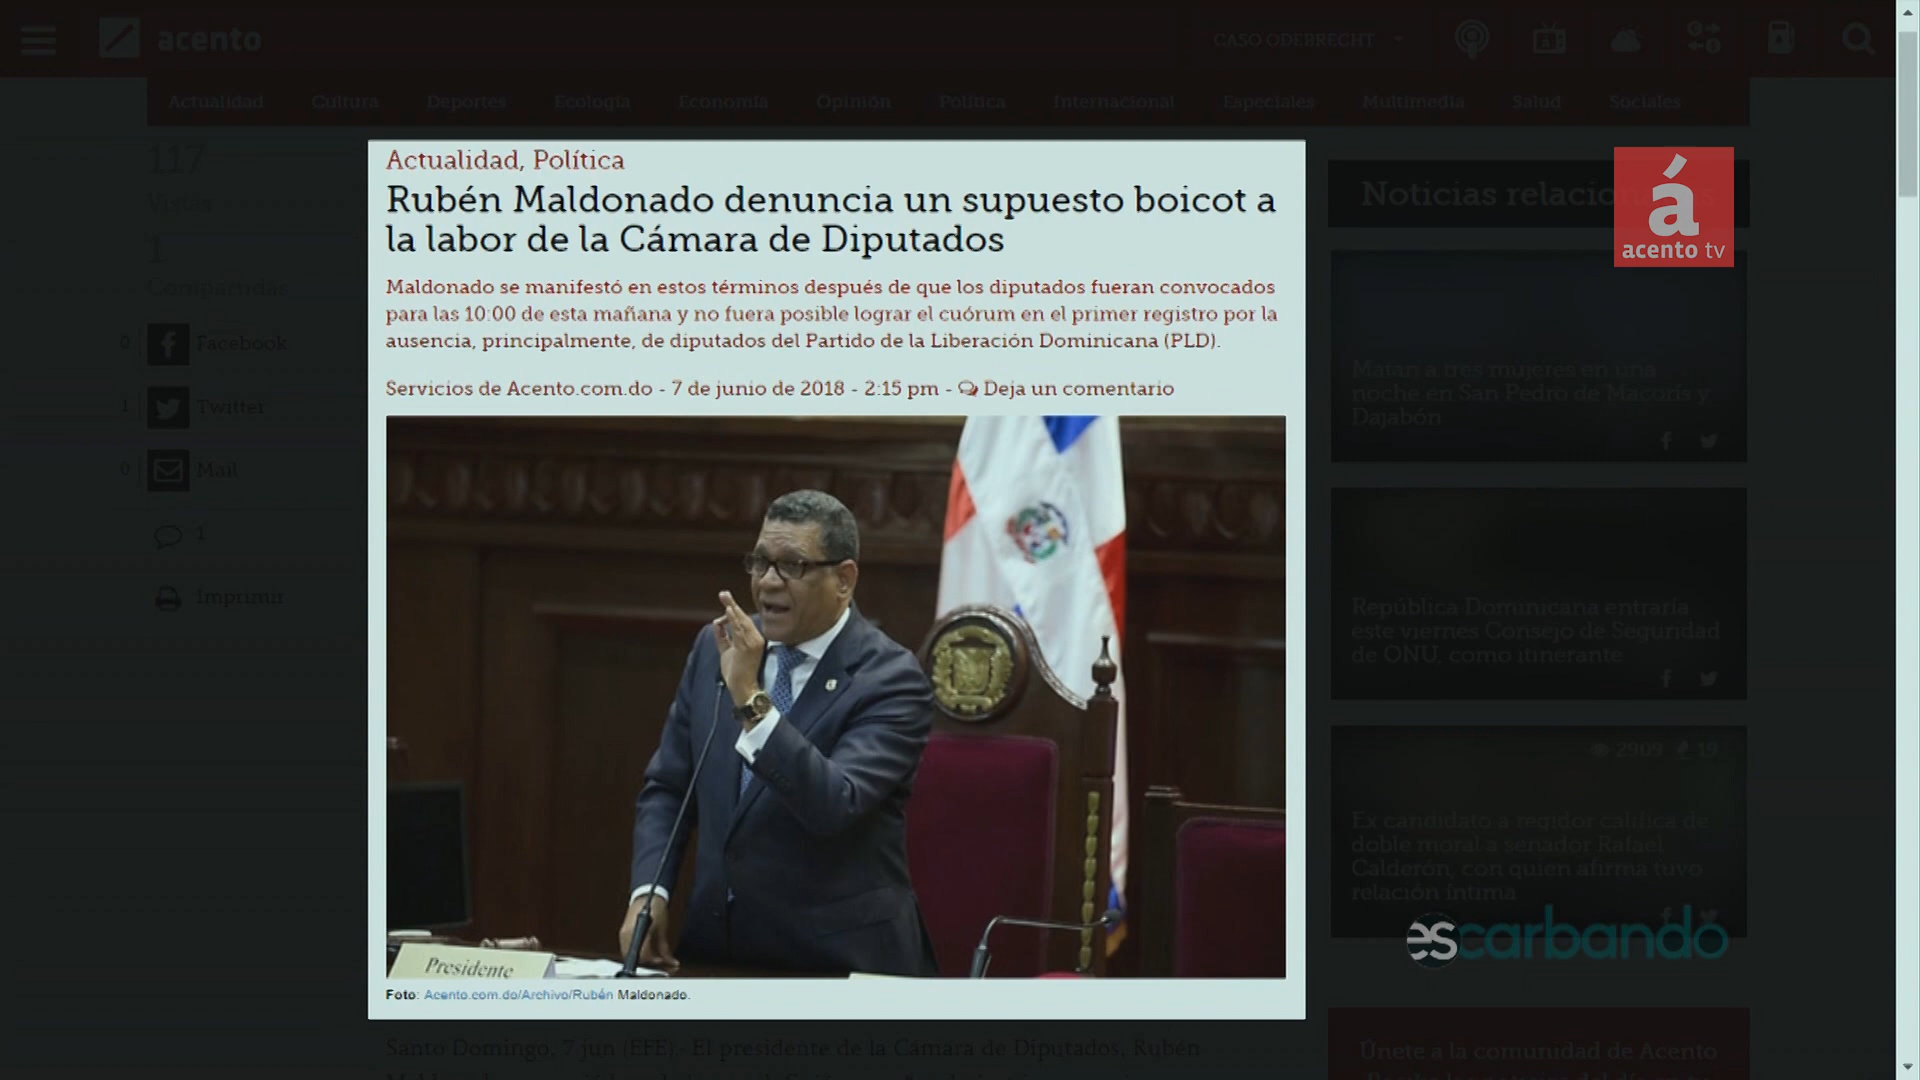 acento
CASO ODEBRECHT
Actualidad
Cultura
Deportes
Ecología
Economía
Opinión
Política
Internacional
Especiales
Multimedia
Salud
Sociales
117
Vistas
1
Compartidas
0 Facebook
1 Twitter
0 Mail
1
Imprimir
Actualidad, Política
Rubén Maldonado denuncia un supuesto boicot a
la labor de la Cámara de Diputados
Maldonado se manifestó en estos términos después de que los diputados fueran convocados
para las 10:00 de esta mañana y no fuera posible lograr el cuórum en el primer registro por la
ausencia, principalmente, de diputados del Partido de la Liberación Dominicana (PLD).
Servicios de Acento.com.do - 7 de junio de 2018 - 2:15 pm - Deja un comentario
Presidente
Foto: Acento.com.do/Archivo/Rubén Maldonado.
Santo Domingo, 7 jun (EFE).- El presidente de la Cámara de Diputados, Rubén
Noticias
á
acento tv
Matan a tres mujeres en una
noche en San Pedro de Macorís y
Dajabón
República Dominicana entraría
este viernes Consejo de Seguridad
de ONU, como itinerante
2909 19
Ex candidato a regidor califica de
doble moral a senador Rafael
Calderón, con quien afirma tuvo
relación íntima
escarbando
Únete a la comunidad de Acento